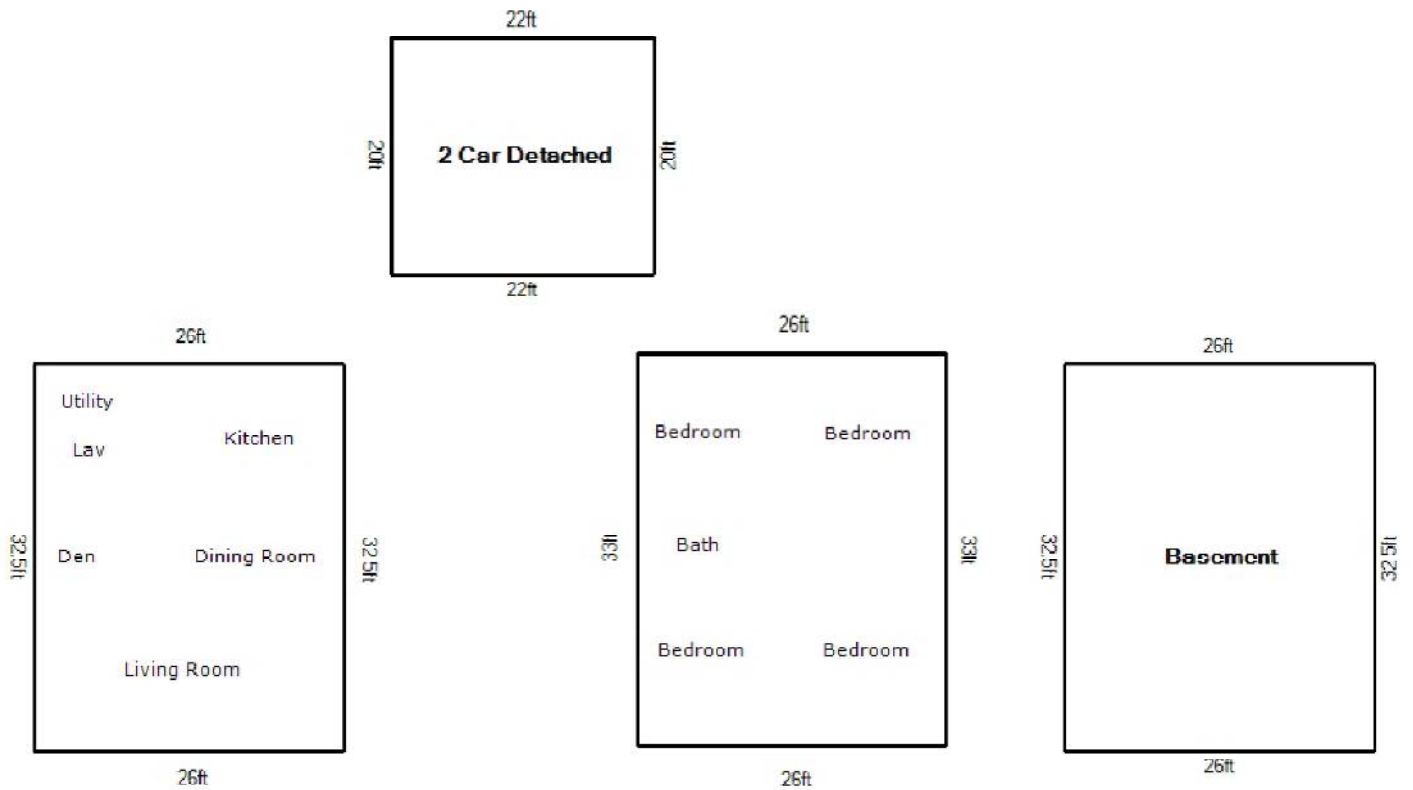 22ft
20ft
2 Car Detached
20ft
22ft
26ft
Utility
Lav
Kitchen
32.5ft
Den
Dining Room
32.5ft
Living Room
26ft
26ft
Bedroom
Bedroom
33ft
Bath
33ft
Bedroom
Bedroom
26ft
26ft
32.5ft
Basement
32.5ft
26ft